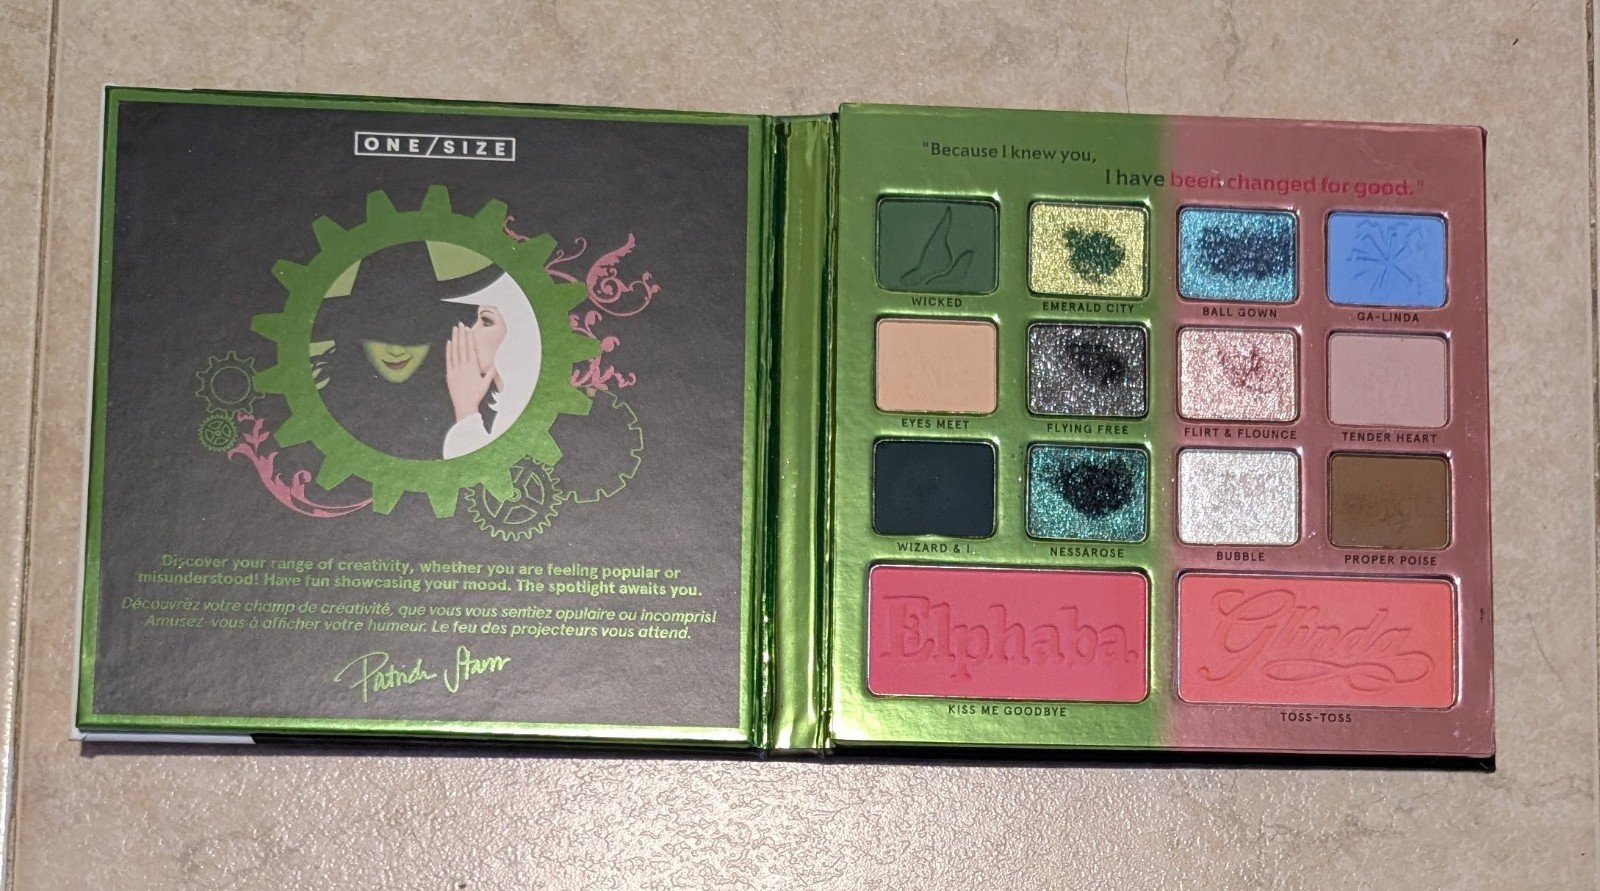 ONE/SIZE
Discover your range of creativity, whether you are feeling popular or
misunderstood! Have fun showcasing your mood. The spotlight awaits you.
Découvrez votre champ de créativité, que vous vous sentiez opulaire ou incompris!
Amusez-vous à afficher votre humeur. Le feu des projecteurs vous attend.
Patrick Starrr
"Because I knew you,
I have been changed for good."
WICKED
EMERALD CITY
BALL GOWN
GA-LINDA
EYES MEET
FLYING FREE
FLIRT & FLOUNCE
TENDER HEART
WIZARD & I
NESSAROSE
BUBBLE
PROPER POISE
Elphaba.
Glinda
KISS ME GOODBYE
TOSS-TOSS